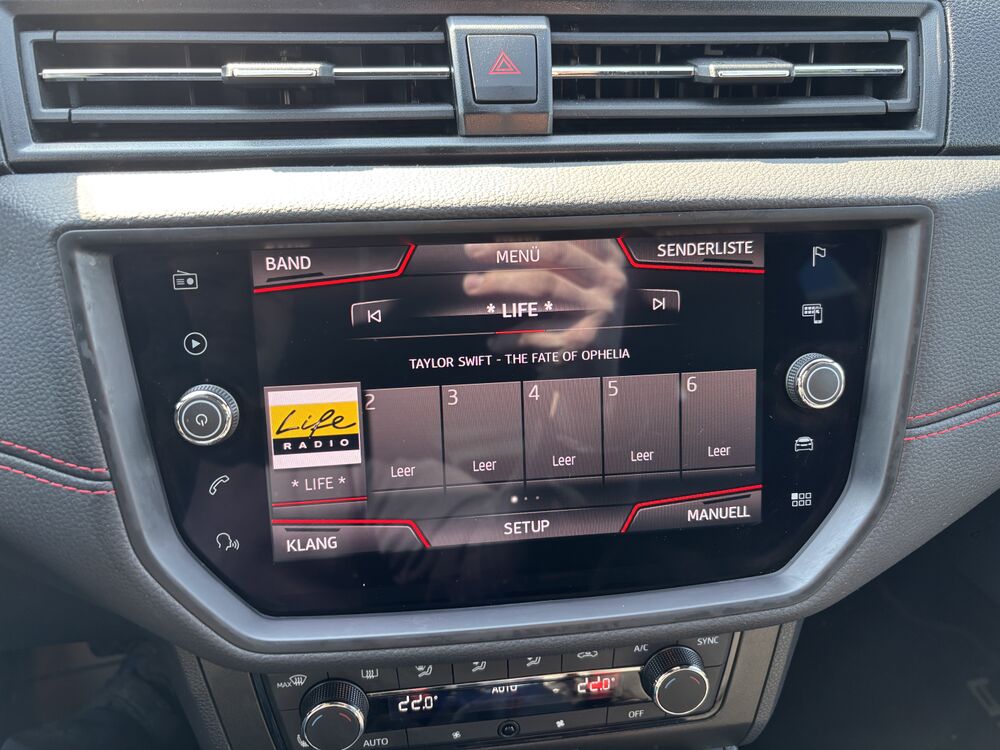 BAND
MENÜ
SENDERLISTE
* LIFE *
TAYLOR SWIFT - THE FATE OF OPHELIA
Life
RADIO
* LIFE *
2
Leer
3
Leer
4
Leer
5
Leer
6
Leer
KLANG
SETUP
MANUELL
MAX
A/C
SYNC
22.0°
AUTO
22.0°
AUTO
OFF